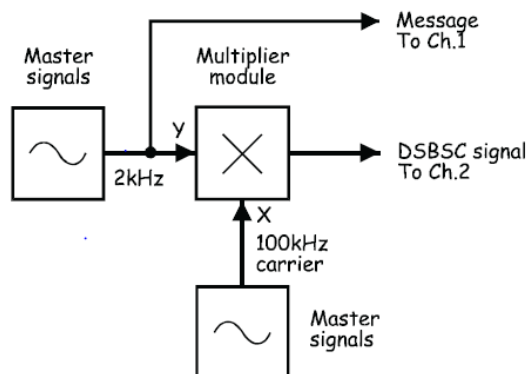 Message
To Ch.1
Master
signals
Multiplier
module
Y
2kHz
DSBSC signal
To Ch.2
X
100kHz
carrier
Master
signals